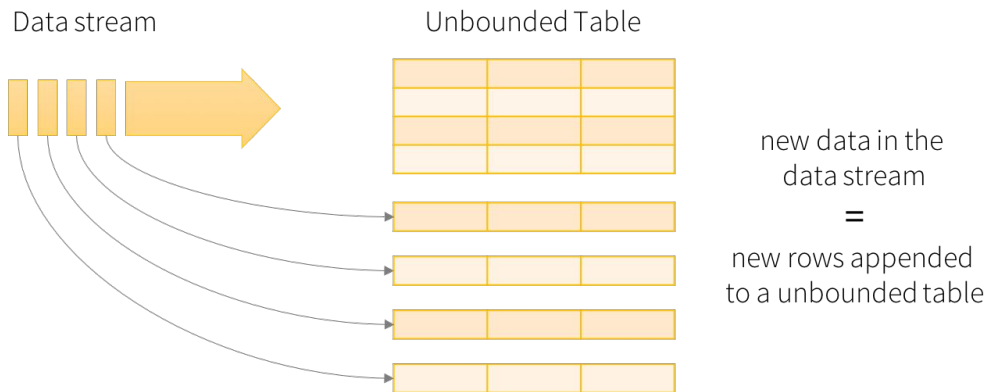 Data stream
Unbounded Table
new data in the
data stream
=
new rows appended
to a unbounded table